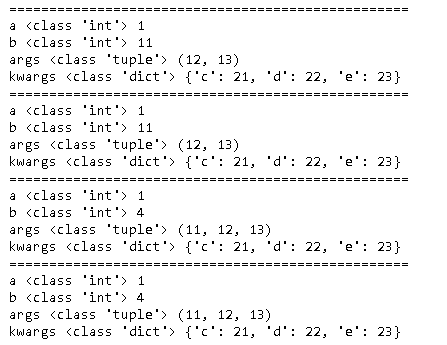 ==================================================
a <class 'int'> 1
b <class 'int'> 11
args <class 'tuple'> (12, 13)
kwargs <class 'dict'> {'c': 21, 'd': 22, 'e': 23}
==================================================
a <class 'int'> 1
b <class 'int'> 11
args <class 'tuple'> (12, 13)
kwargs <class 'dict'> {'c': 21, 'd': 22, 'e': 23}
==================================================
a <class 'int'> 1
b <class 'int'> 4
args <class 'tuple'> (11, 12, 13)
kwargs <class 'dict'> {'c': 21, 'd': 22, 'e': 23}
==================================================
a <class 'int'> 1
b <class 'int'> 4
args <class 'tuple'> (11, 12, 13)
kwargs <class 'dict'> {'c': 21, 'd': 22, 'e': 23}